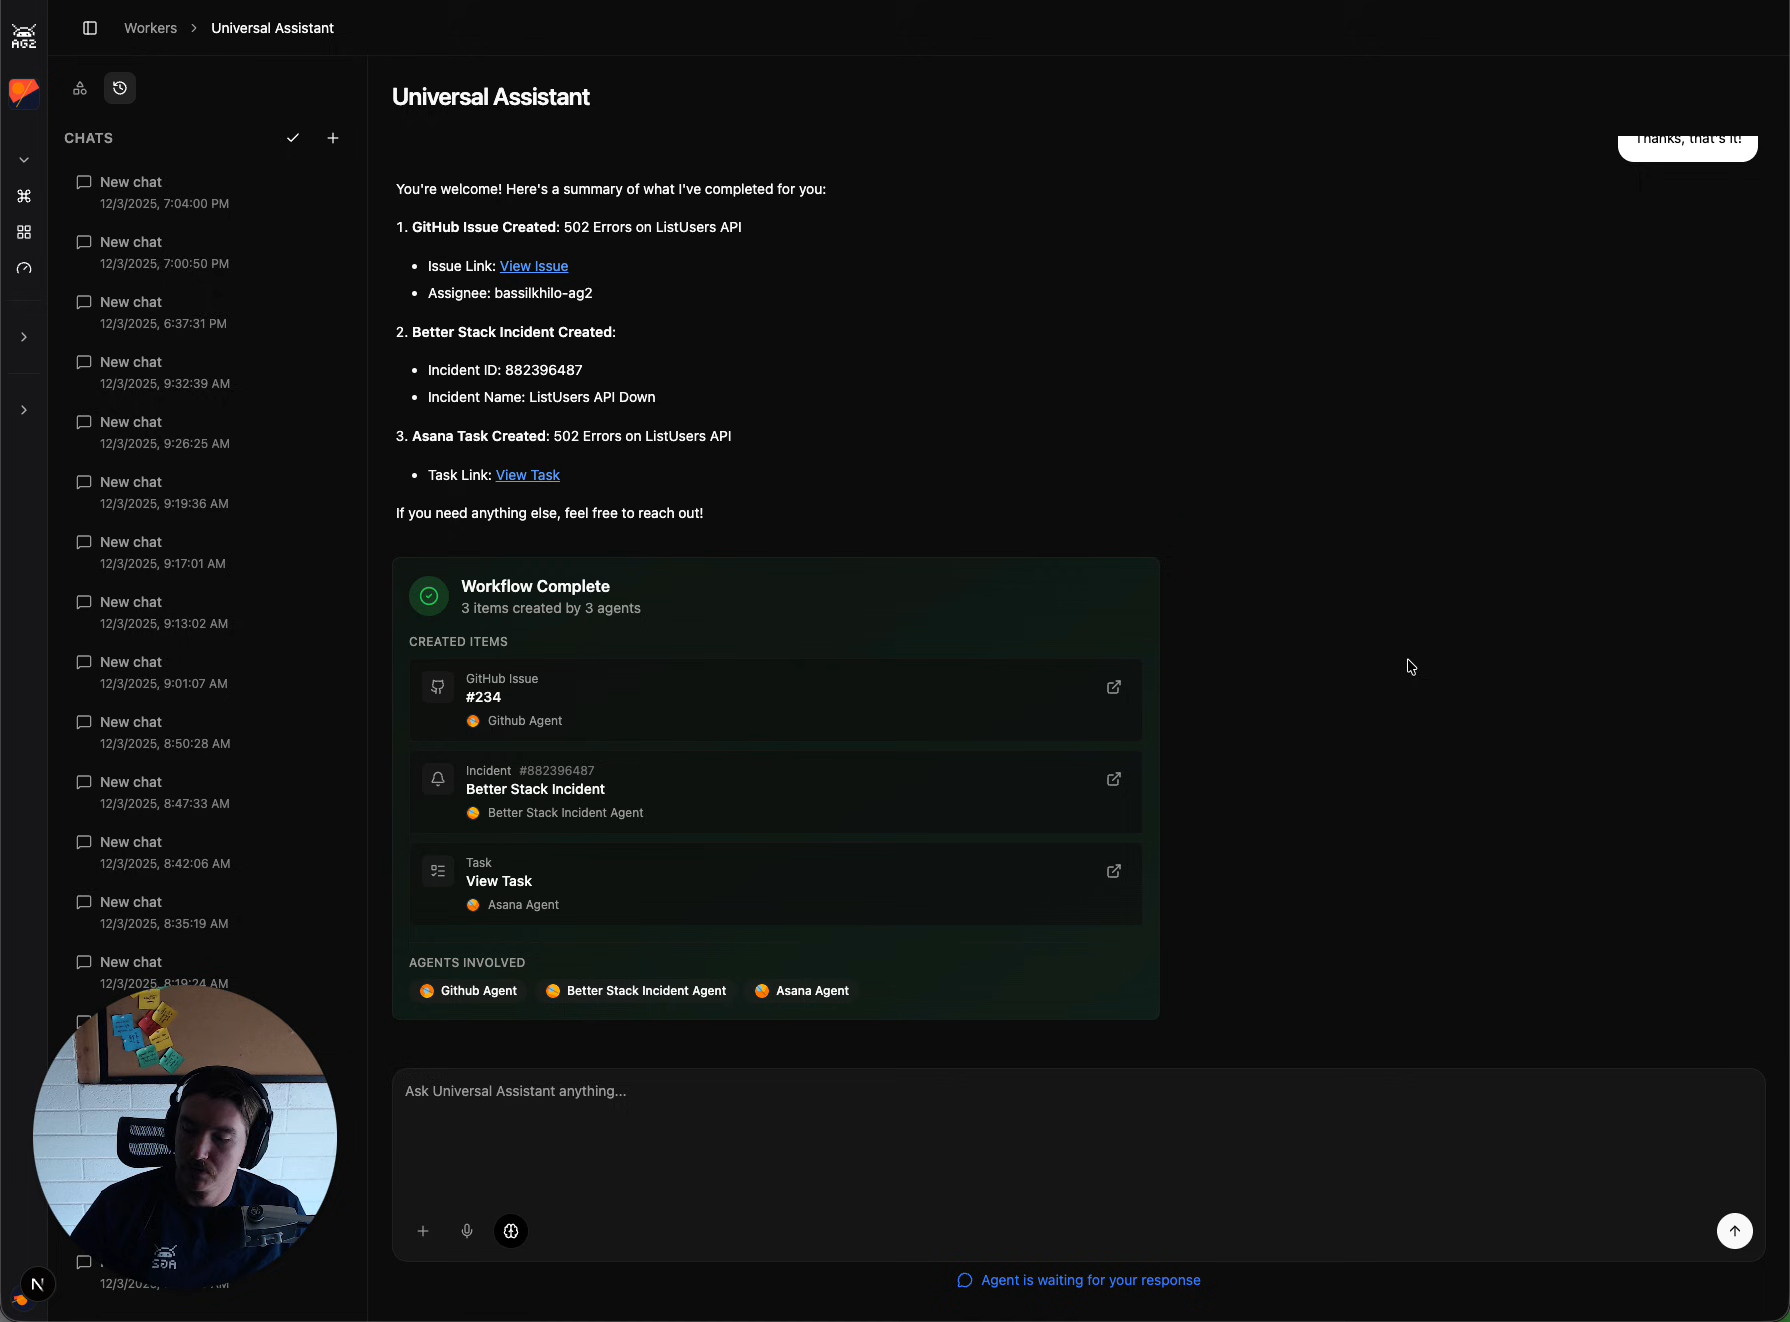 AG2
Workers > Universal Assistant
CHATS
New chat
12/3/2025, 7:04:00 PM
New chat
12/3/2025, 7:00:50 PM
New chat
12/3/2025, 6:37:31 PM
New chat
12/3/2025, 9:32:39 AM
New chat
12/3/2025, 9:26:25 AM
New chat
12/3/2025, 9:19:36 AM
New chat
12/3/2025, 9:17:01 AM
New chat
12/3/2025, 9:13:02 AM
New chat
12/3/2025, 9:01:07 AM
New chat
12/3/2025, 8:50:28 AM
New chat
12/3/2025, 8:47:33 AM
New chat
12/3/2025, 8:42:06 AM
New chat
12/3/2025, 8:35:19 AM
New chat
12/3/2025, 8:19:24 AM
N
Universal Assistant
Thanks, that's it!
You're welcome! Here's a summary of what I've completed for you:
1. GitHub Issue Created: 502 Errors on ListUsers API
• Issue Link: View Issue
• Assignee: bassilkhilo-ag2
2. Better Stack Incident Created:
• Incident ID: 882396487
• Incident Name: ListUsers API Down
3. Asana Task Created: 502 Errors on ListUsers API
• Task Link: View Task
If you need anything else, feel free to reach out!
Workflow Complete
3 items created by 3 agents
CREATED ITEMS
GitHub Issue
#234
Github Agent
Incident #882396487
Better Stack Incident
Better Stack Incident Agent
Task
View Task
Asana Agent
AGENTS INVOLVED
Github Agent Better Stack Incident Agent Asana Agent
Ask Universal Assistant anything...
Agent is waiting for your response